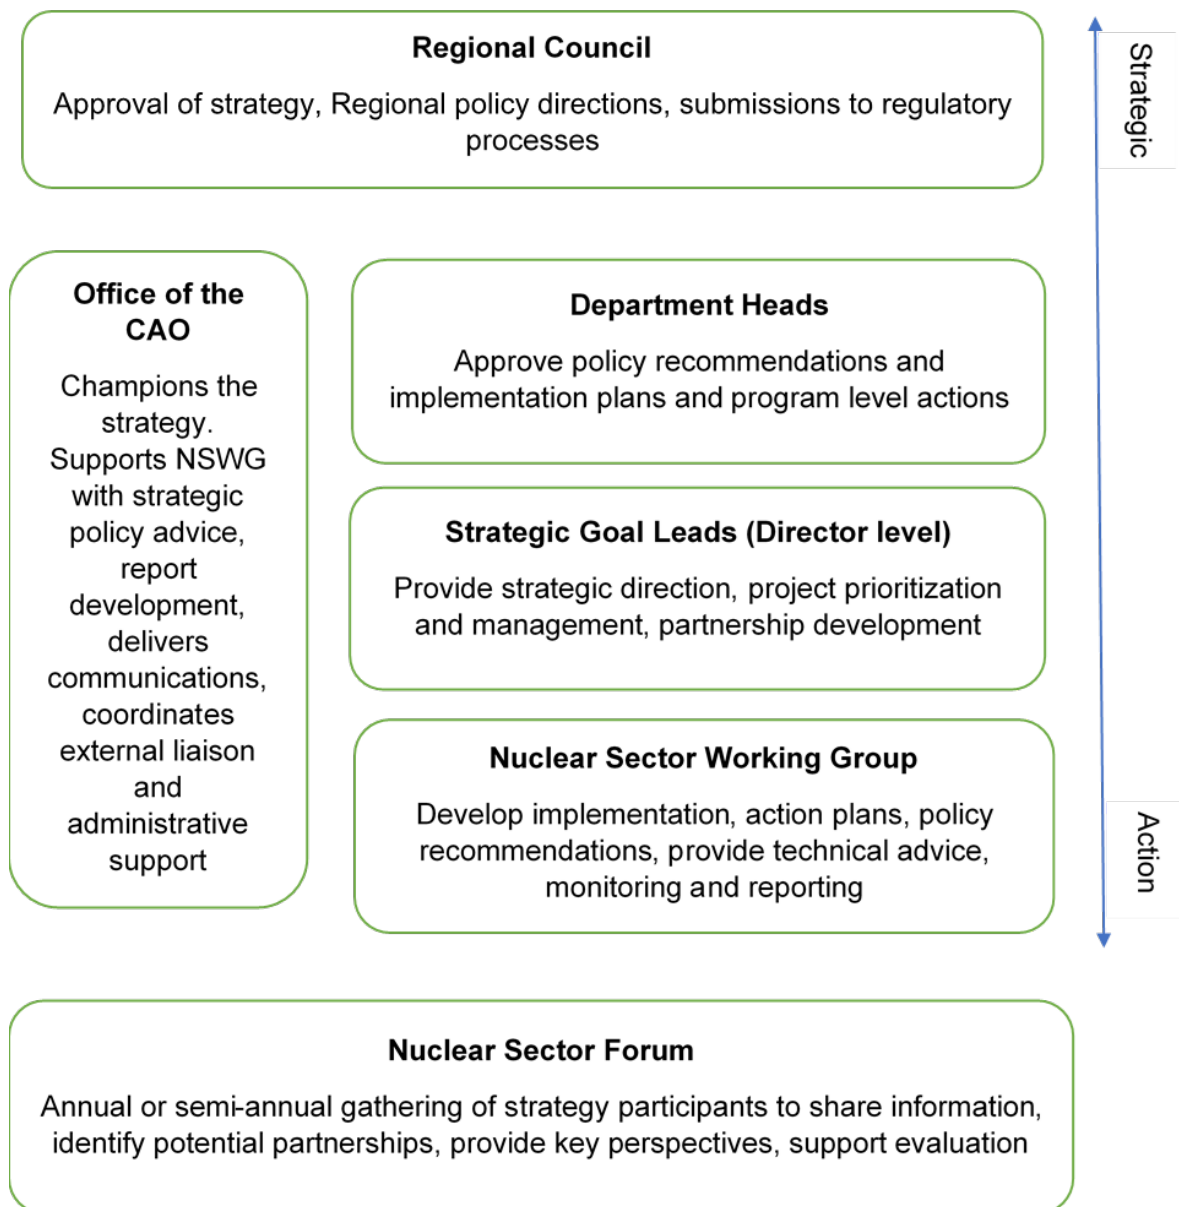 Regional Council
Approval of strategy, Regional policy directions, submissions to regulatory
processes
Strategic
Office of the
CAO
Champions the
strategy.
Supports NSWG
with strategic
policy advice,
report
development,
delivers
communications,
coordinates
external liaison
and
administrative
support
Department Heads
Approve policy recommendations and
implementation plans and program level actions
Strategic Goal Leads (Director level)
Provide strategic direction, project prioritization
and management, partnership development
Nuclear Sector Working Group
Develop implementation, action plans, policy
recommendations, provide technical advice,
monitoring and reporting
Action
Nuclear Sector Forum
Annual or semi-annual gathering of strategy participants to share information,
identify potential partnerships, provide key perspectives, support evaluation